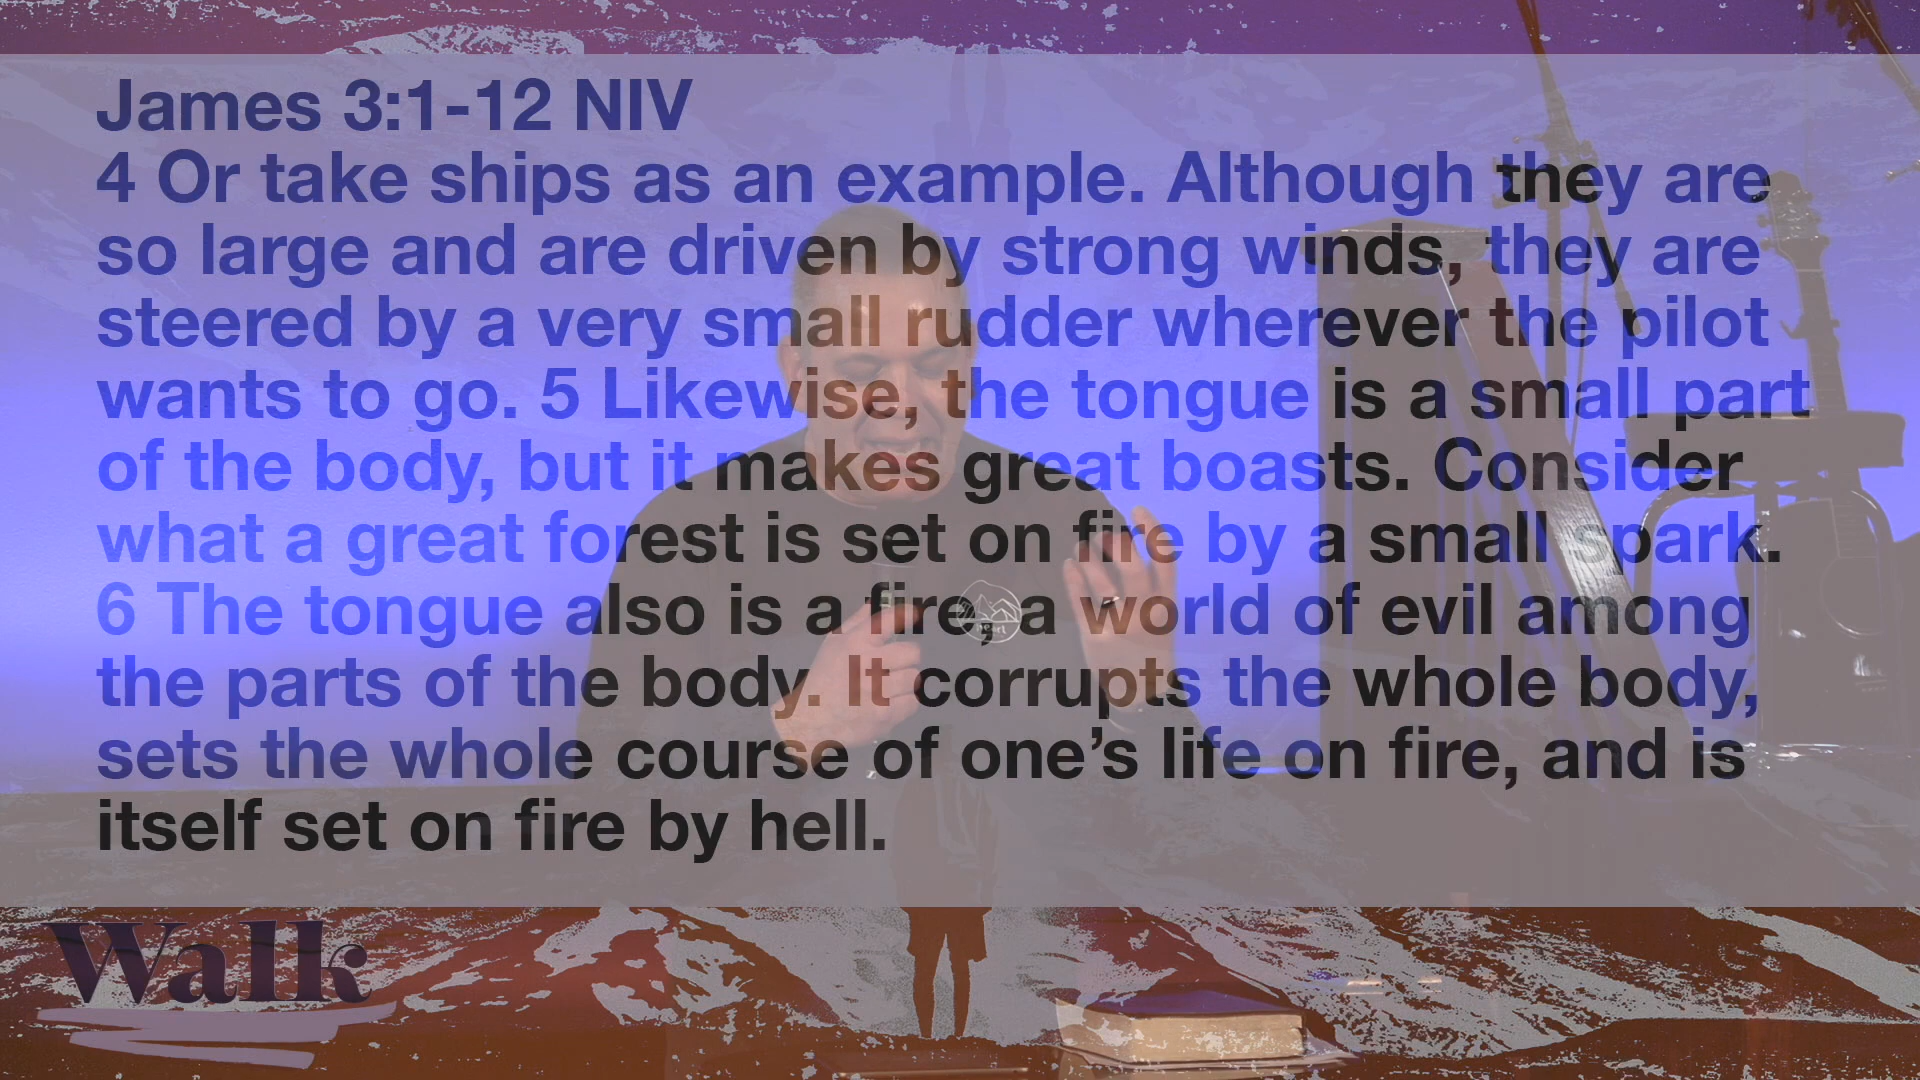 James 3:1-12 NIV
4 Or take ships as an example. Although they are
so large and are driven by strong winds, they are
steered by a very small rudder wherever the pilot
wants to go. 5 Likewise, the tongue is a small part
of the body, but it makes great boasts. Consider
what a great forest is set on fire by a small spark.
6 The tongue also is a fire, a world of evil among
the parts of the body. It corrupts the whole body,
sets the whole course of one’s life on fire, and is
itself set on fire by hell.
Walk